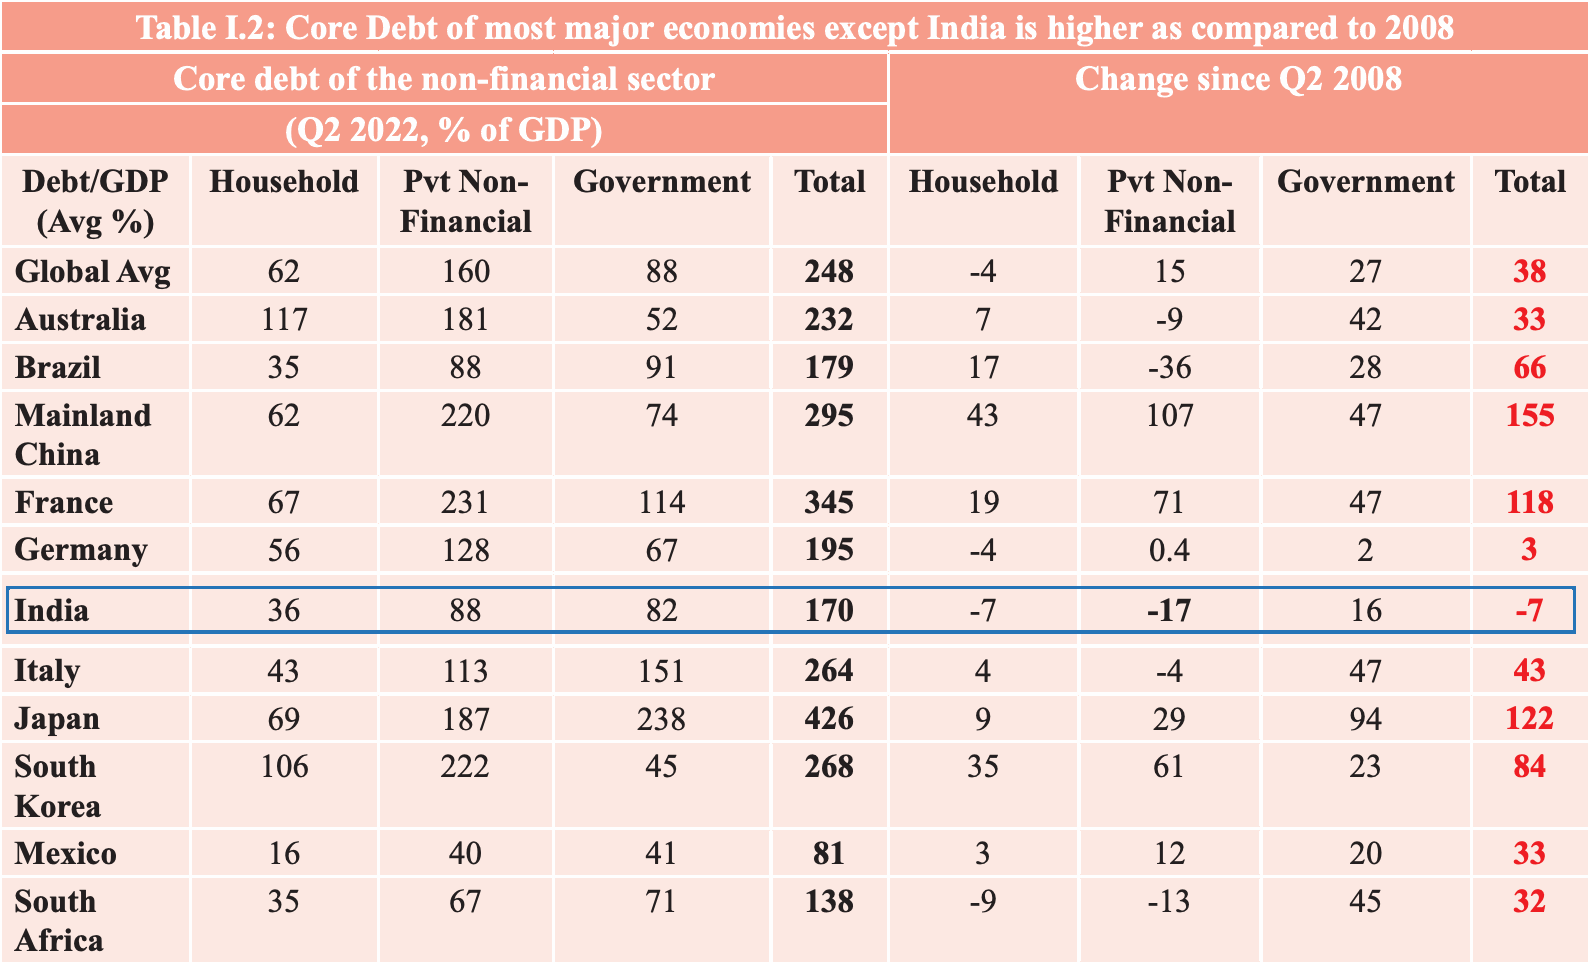 Table I.2: Core Debt of most major economies except India is higher as compared to 2008
Core debt of the non-financial sector Change since Q2 2008
(Q2 2022, % of GDP)
Debt/GDP Household Pvt Non- Government Total Household Pvt Non- Government Total
(Avg %) Financial Financial
Global Avg 62 160 88 248 -4 15 27 38
Australia 117 181 52 232 7 -9 42 33
Brazil 35 88 91 179 17 -36 28 66
Mainland 62 220 74 295 43 107 47 155
China
France 67 231 114 345 19 71 47 118
Germany 56 128 67 195 -4 0.4 2 3
India 36 88 82 170 -7 -17 16 -7
Italy 43 113 151 264 4 -4 47 43
Japan 69 187 238 426 9 29 94 122
South 106 222 45 268 35 61 23 84
Korea
Mexico 16 40 41 81 3 12 20 33
South 35 67 71 138 -9 -13 45 32
Africa